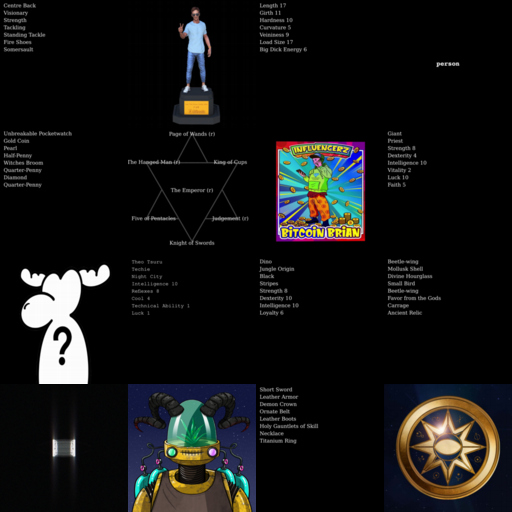 Centre Back
Visionary
Strength
Tackling
Standing Tackle
Fire Shoes
Somersault
Length 17
Girth 11
Hardness 10
Curvature 5
Veininess 9
Load Size 17
Big Dick Energy 6
person
Unbreakable Pocketwatch
Gold Coin
Pearl
Half-Penny
Witches Broom
Quarter-Penny
Diamond
Quarter-Penny
Page of Wands (r)
The Hanged Man (r)
King of Cups
The Emperor (r)
Five of Pentacles
Judgement (r)
Knight of Swords
INFLUENGERZ
BITCOIN BRIAN
Giant
Priest
Strength 8
Dexterity 4
Intelligence 10
Vitality 2
Luck 10
Faith 5
?
Theo Tsuru
Techie
Night City
Intelligence 10
Reflexes 9
Cool 4
Technical Ability 1
Luck 1
Dino
Jungle Origin
Black
Stripes
Strength 8
Dexterity 10
Intelligence 10
Loyalty 6
Beetle-wing
Mollusk Shell
Divine Hourglass
Small Bird
Beetle-wing
Favor from the Gods
Carrage
Ancient Relic
Short Sword
Leather Armor
Demon Crown
Ornate Belt
Leather Boots
Holy Gauntlets of Skill
Necklace
Titanium Ring